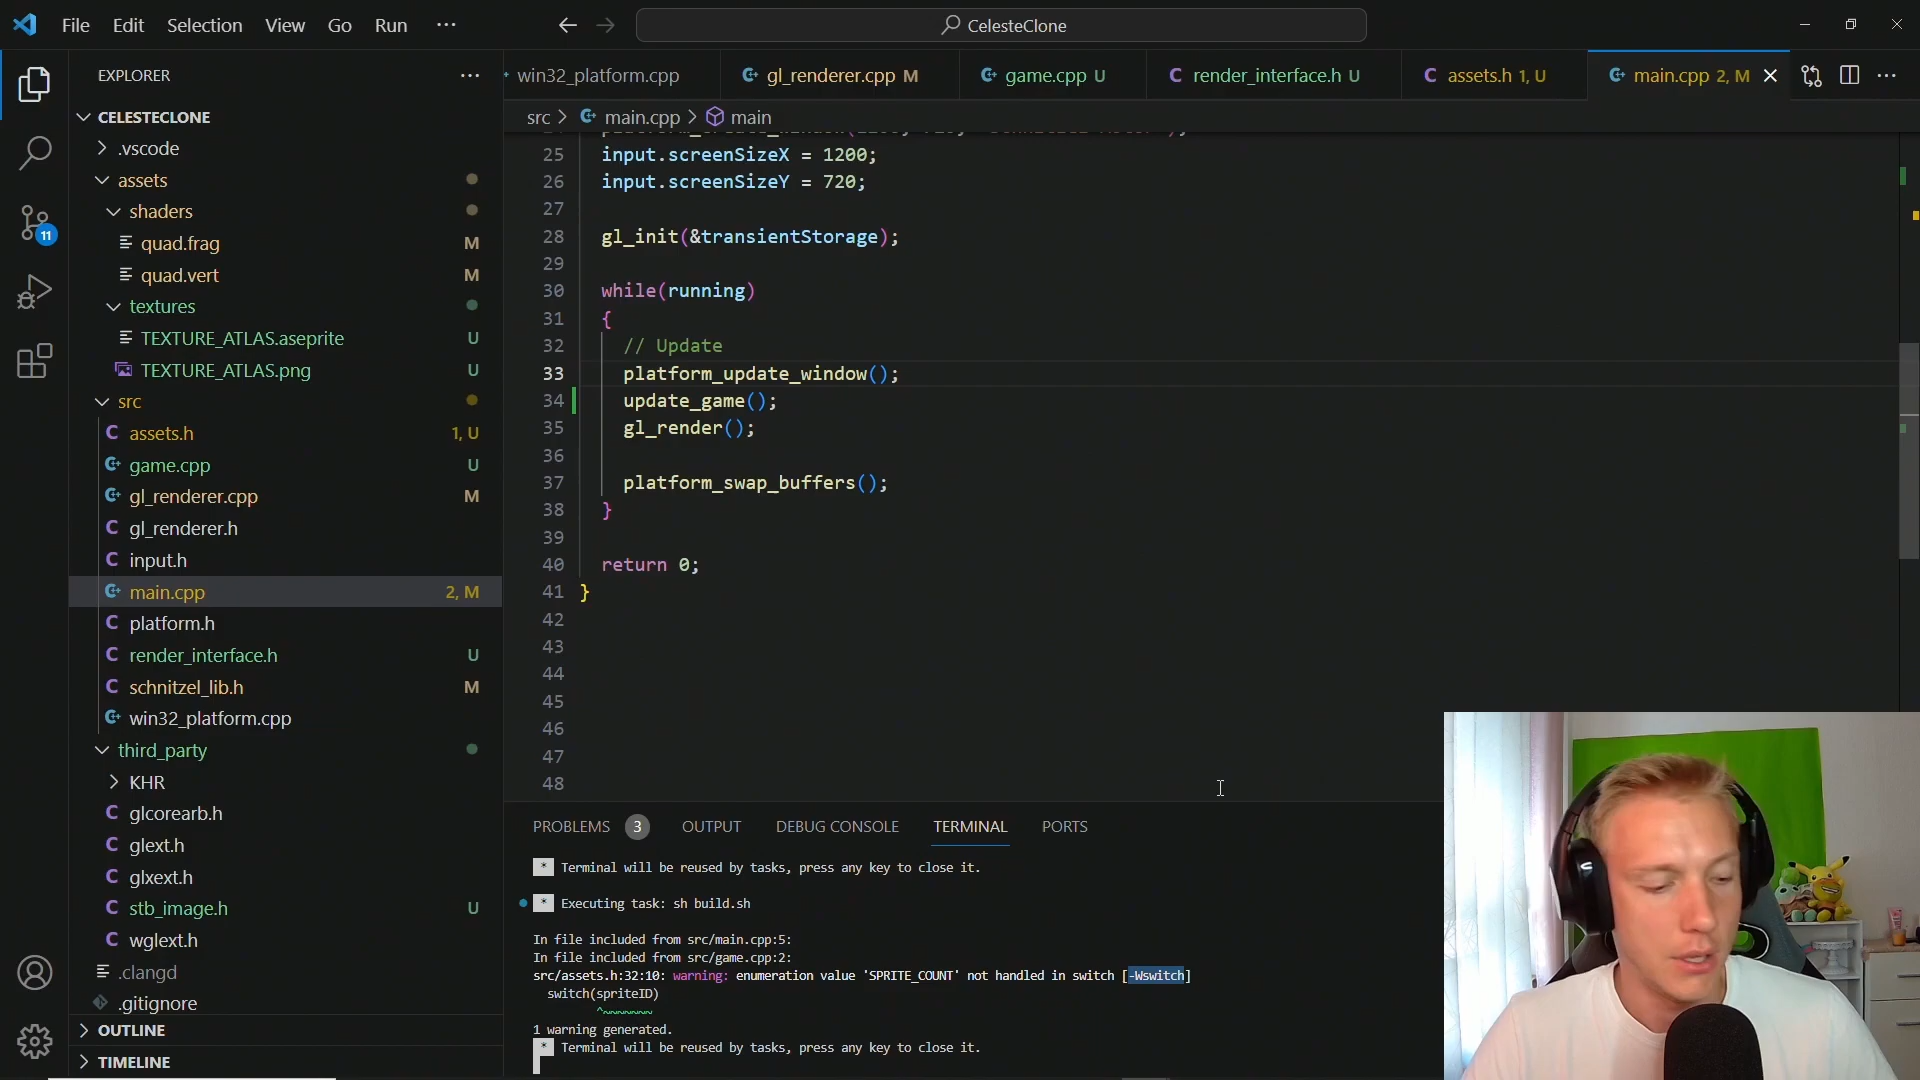 File Edit Selection View Go Run ···
CelesteClone
EXPLORER
CELESTECLONE
.vscode
assets
shaders
quad.frag M
quad.vert M
textures
TEXTURE_ATLAS.aseprite U
TEXTURE_ATLAS.png U
src
assets.h 1, U
game.cpp U
gl_renderer.cpp M
gl_renderer.h
input.h
main.cpp 2, M
platform.h
render_interface.h U
schnitzel_lib.h M
win32_platform.cpp
third_party
KHR
glcorearb.h
glext.h
glxext.h
stb_image.h U
wglext.h
.clangd
.gitignore
OUTLINE
TIMELINE
11
win32_platform.cpp gl_renderer.cpp M game.cpp U render_interface.h U assets.h 1, U main.cpp 2, M
src > main.cpp > main
25 input.screenSizeX = 1200;
26 input.screenSizeY = 720;
27
28 gl_init(&transientStorage);
29
30 while(running)
31 {
32 // Update
33 platform_update_window();
34 update_game();
35 gl_render();
36
37 platform_swap_buffers();
38 }
39
40 return 0;
41 }
42
43
44
45
46
47
48
PROBLEMS 3 OUTPUT DEBUG CONSOLE TERMINAL PORTS
* Terminal will be reused by tasks, press any key to close it.
* Executing task: sh build.sh
In file included from src/main.cpp:5:
In file included from src/game.cpp:2:
src/assets.h:32:10: warning: enumeration value 'SPRITE_COUNT' not handled in switch [-Wswitch]
switch(spriteID)
^~~~~~~~
1 warning generated.
* Terminal will be reused by tasks, press any key to close it.